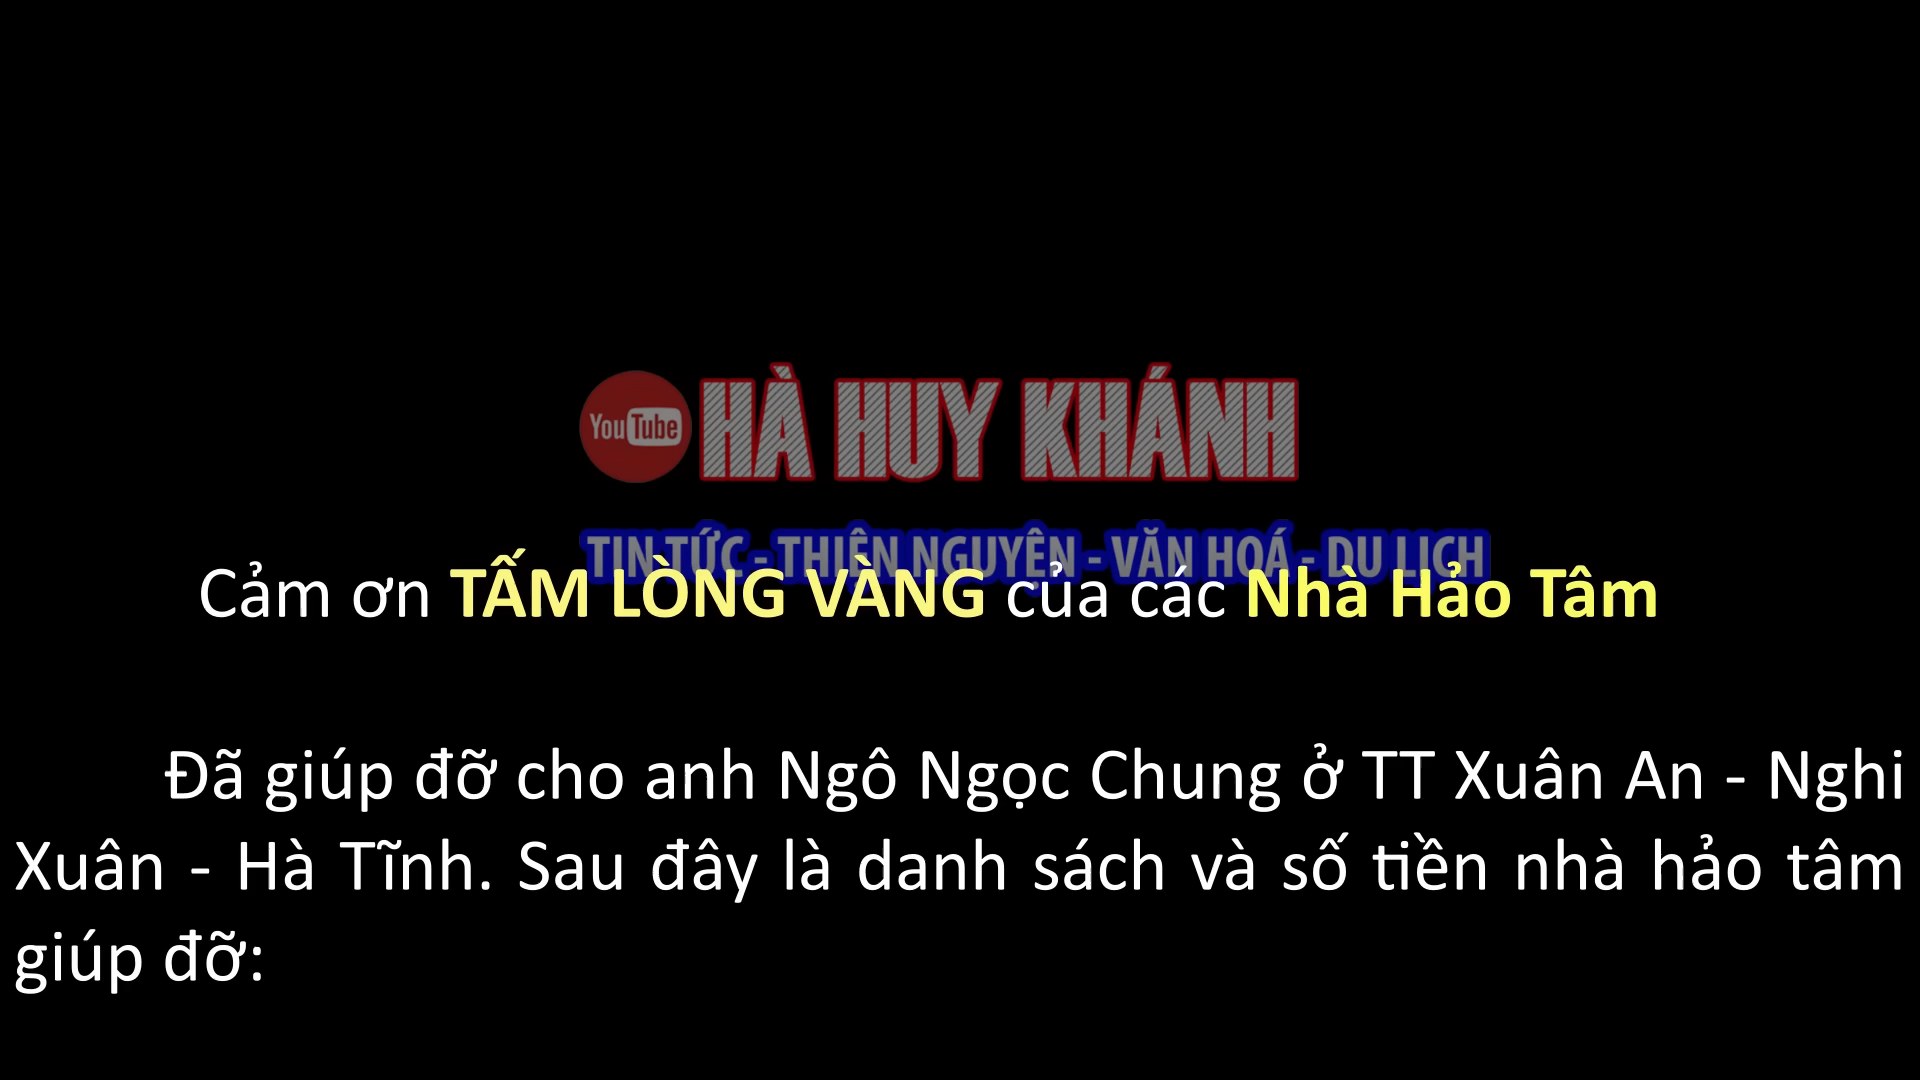 YouTube HÀ HUY KHÁNH
TIN TỨC - THIỆN NGUYỆN - VĂN HOÁ - DU LỊCH
Cảm ơn TẤM LÒNG VÀNG của các Nhà Hảo Tâm
Đã giúp đỡ cho anh Ngô Ngọc Chung ở TT Xuân An - Nghi
Xuân - Hà Tĩnh. Sau đây là danh sách và số tiền nhà hảo tâm
giúp đỡ: